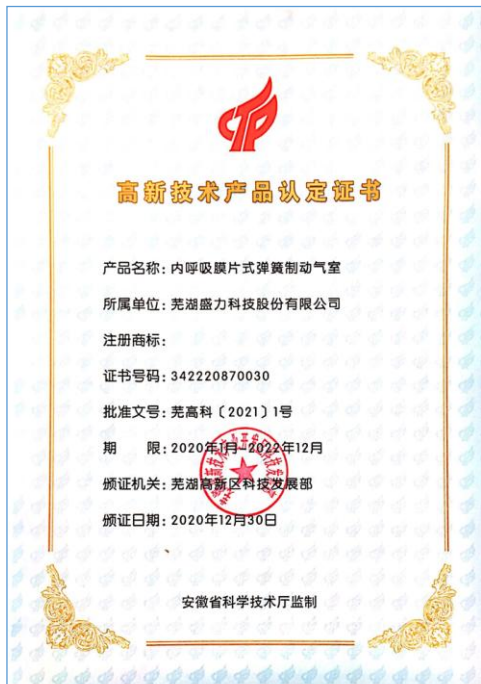 高新技术产品认定证书
产品名称：内呼吸膜片式弹簧制动气室
所属单位：芜湖盛力科技股份有限公司
注册商标：
证书号码：342220870030
批准文号：芜高科〔2021〕1号
期　　限：2020年1月-2022年12月
颁证机关：芜湖高新区科技发展部
颁证日期：2020年12月30日
安徽省科学技术厅监制